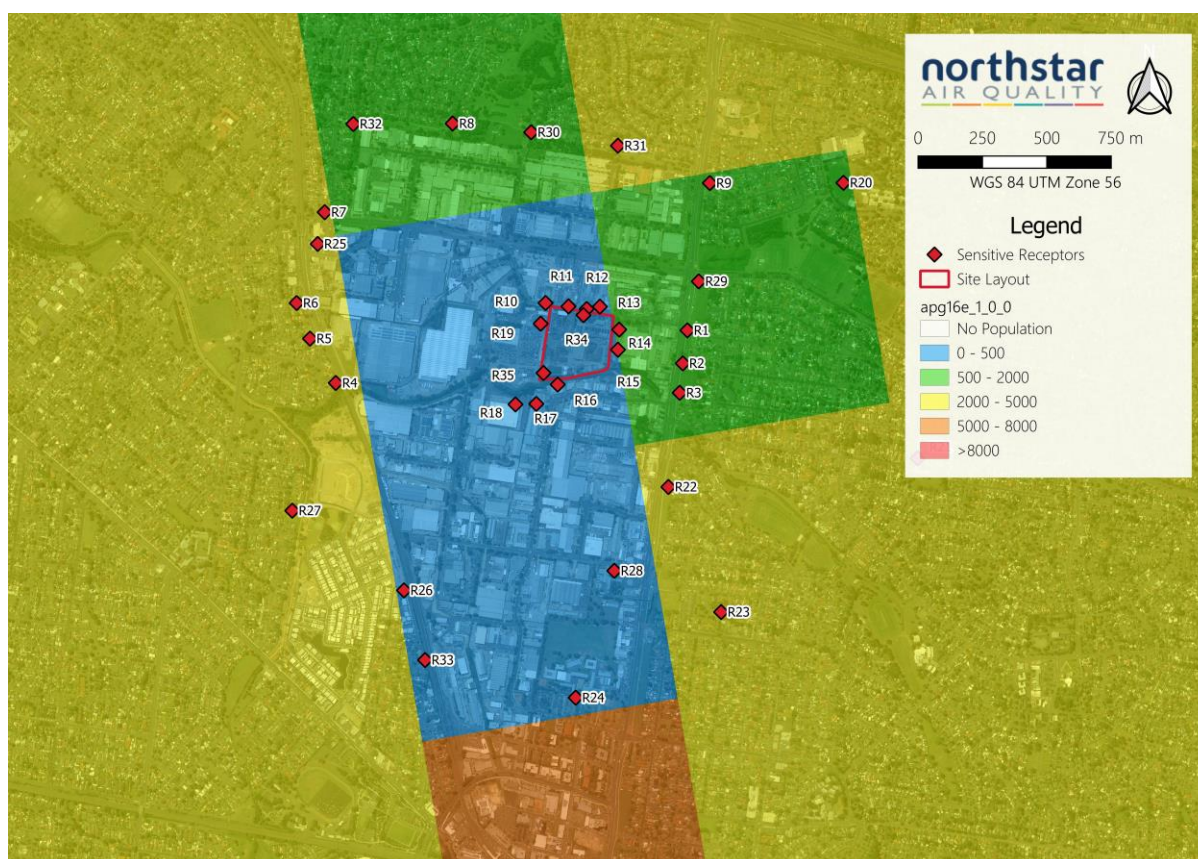 northstar
AIR QUALITY
N
0 250 500 750 m
WGS 84 UTM Zone 56
Legend
Sensitive Receptors
Site Layout
apg16e_1_0_0
No Population
0 - 500
500 - 2000
2000 - 5000
5000 - 8000
>8000
R32
R8
R30
R31
R9
R20
R7
R25
R29
R6
R11
R12
R10
R13
R19
R1
R5
R34
R14
R2
R4
R35
R15
R3
R16
R18
R17
R22
R27
R28
R26
R23
R33
R24